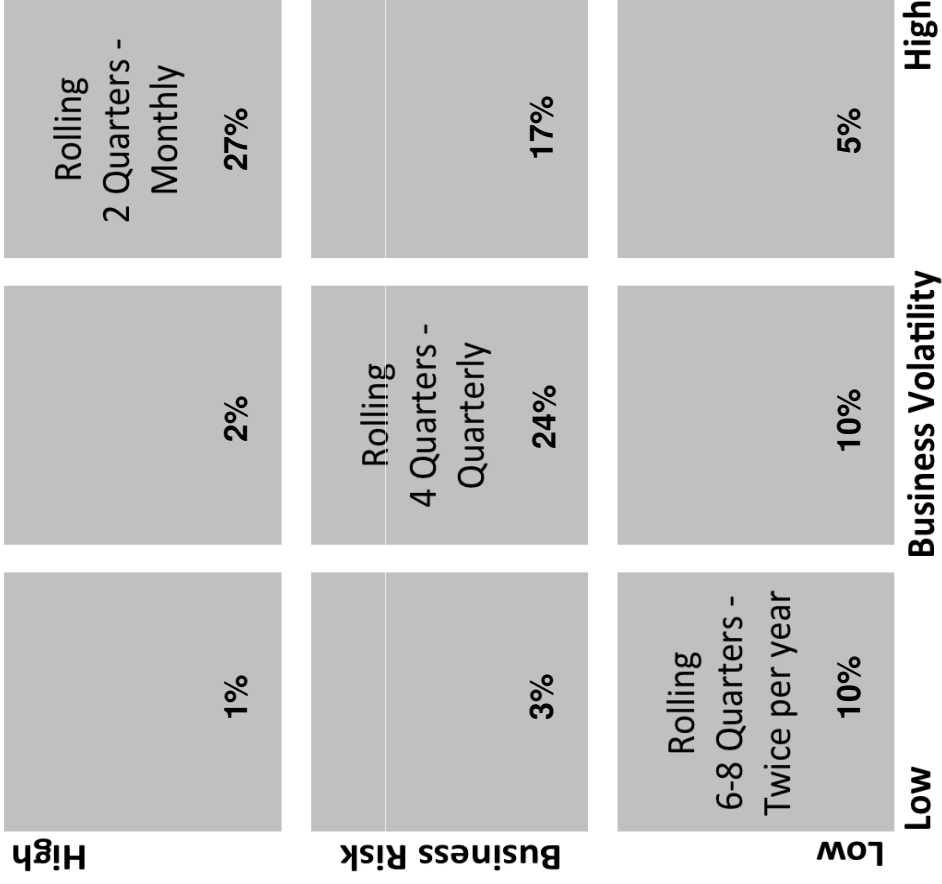 High
1%
2%
Rolling
2 Quarters -
Monthly
27%
Business Risk
3%
Rolling
4 Quarters -
Quarterly
24%
17%
Low
Rolling
6-8 Quarters -
Twice per year
10%
10%
5%
Low
Business Volatility
High